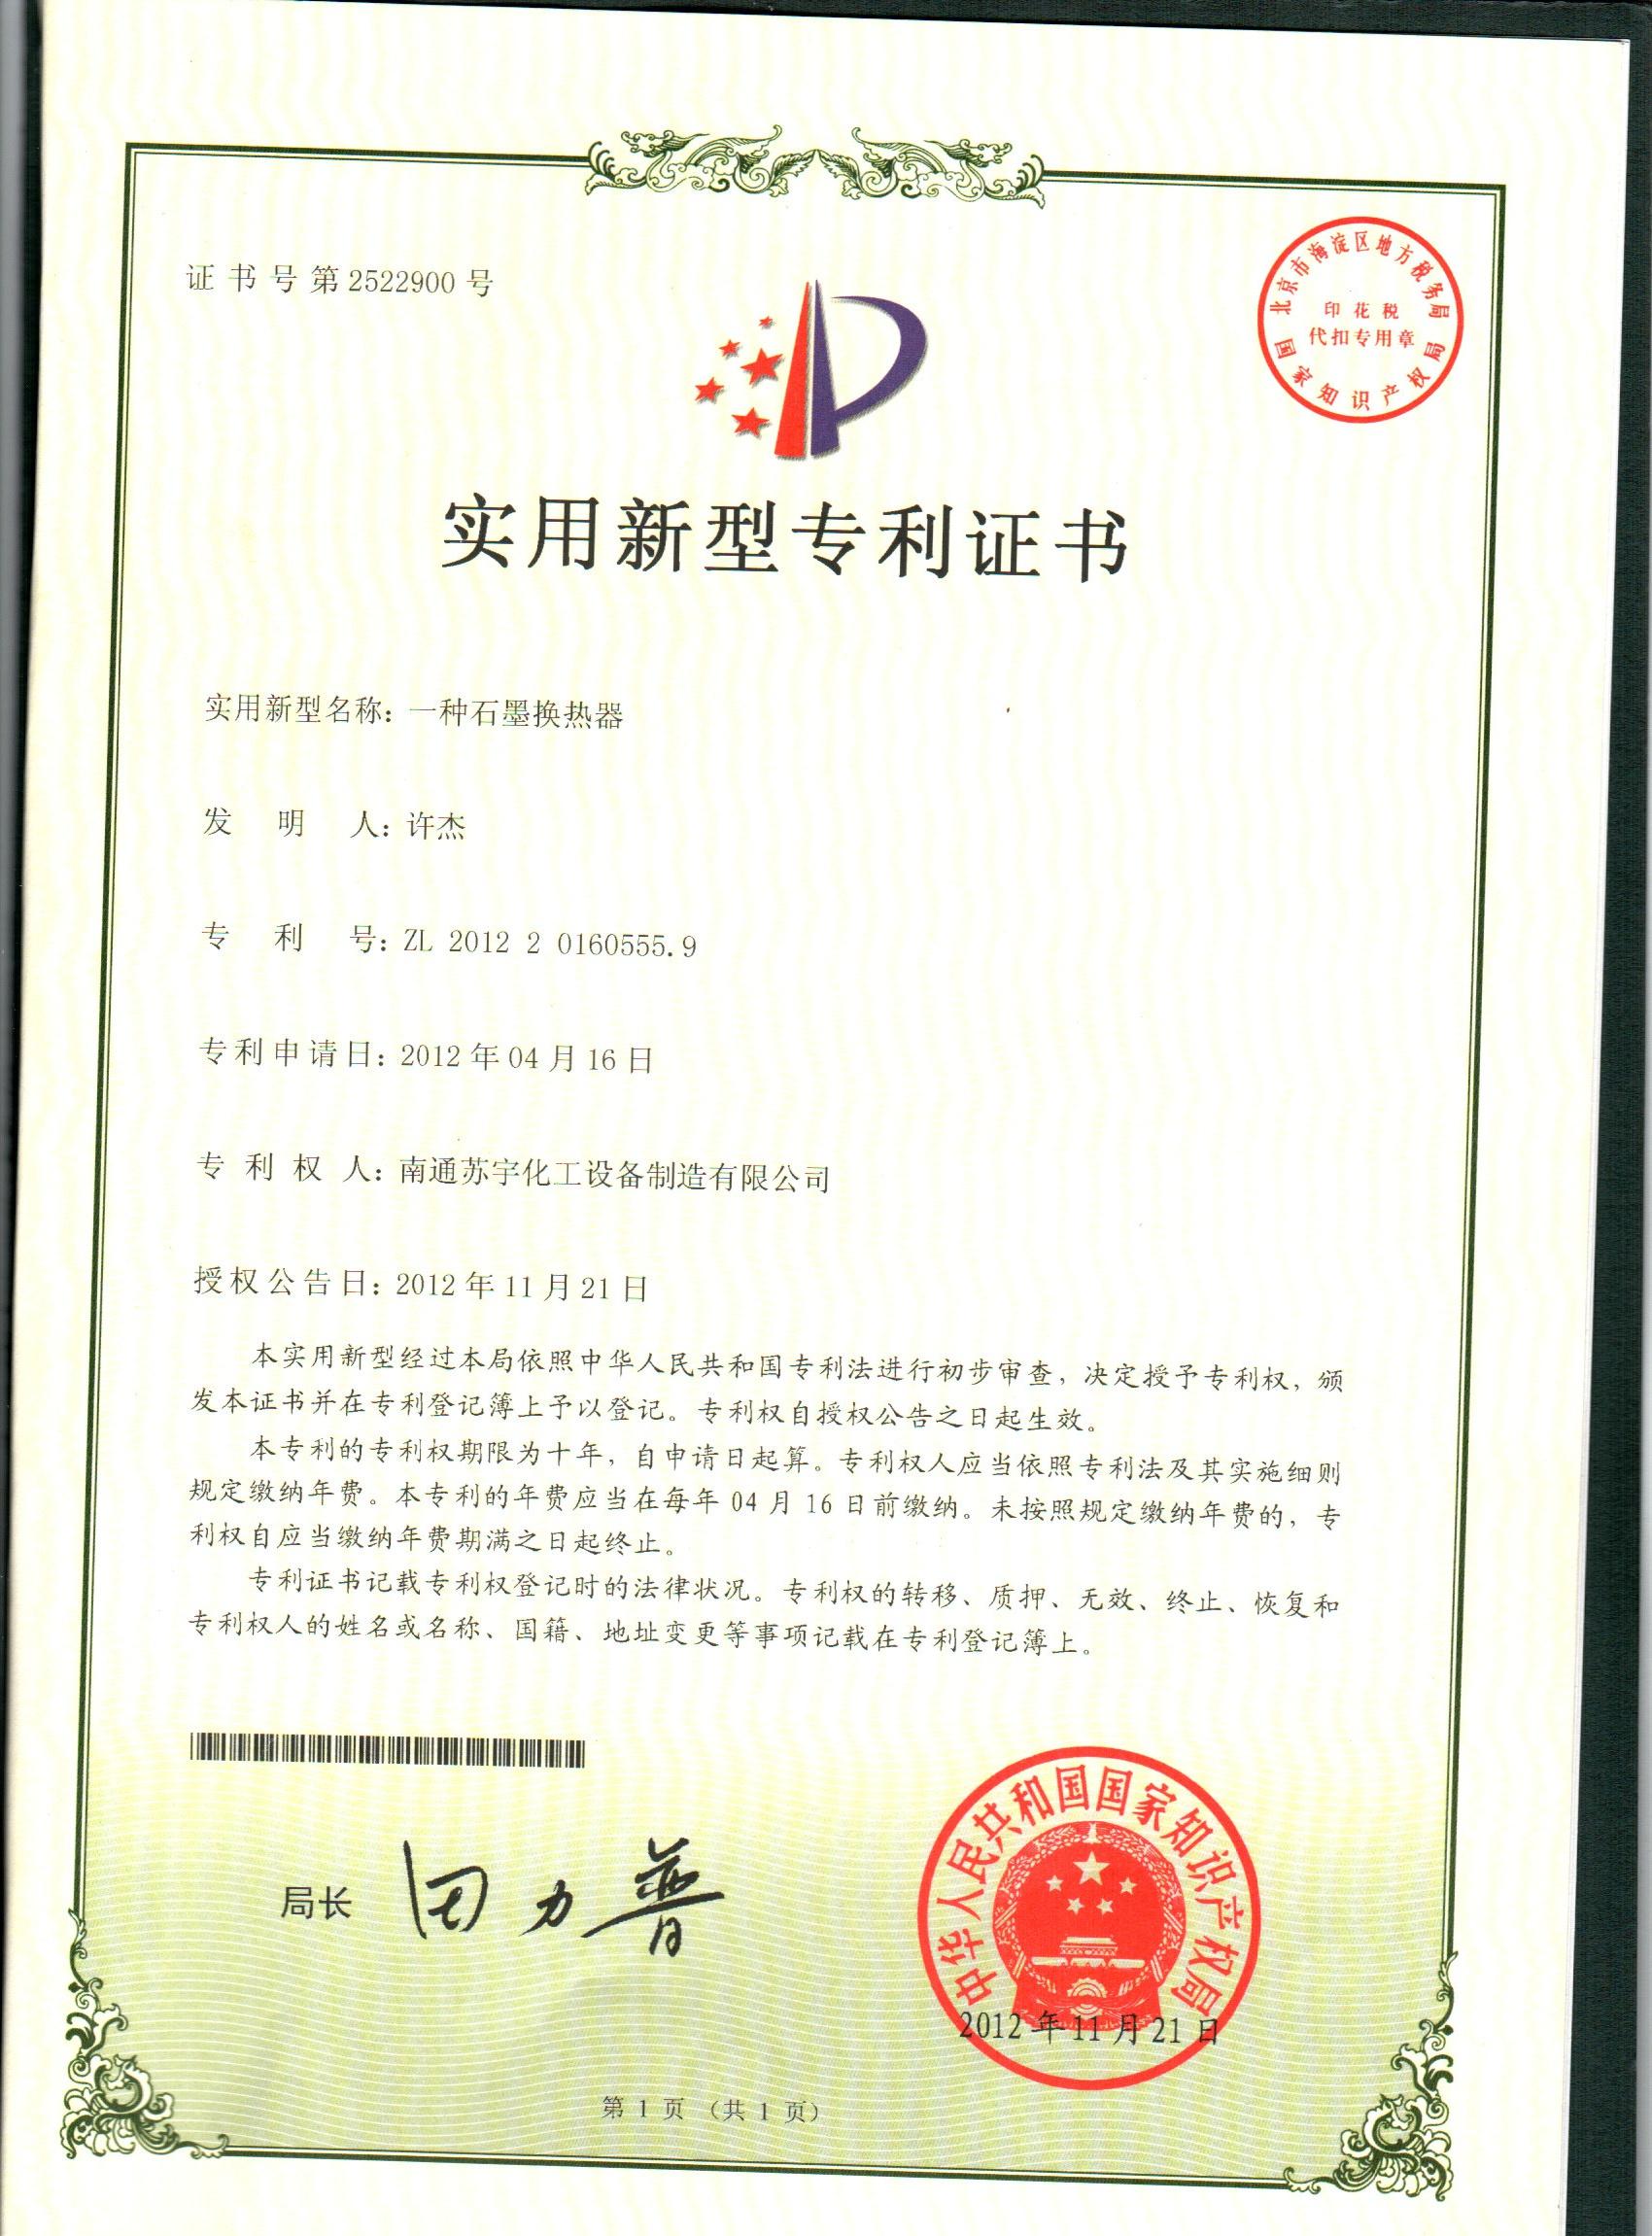 证书号第2522900号
北京市海淀区地方税务局
印花税
代扣专用章
国家知识产权局
实用新型专利证书
实用新型名称：一种石墨换热器
发明人：许杰
专利号：ZL 2012 2 0160555.9
专利申请日：2012年04月16日
专利权人：南通苏宇化工设备制造有限公司
授权公告日：2012年11月21日
本实用新型经过本局依照中华人民共和国专利法进行初步审查，决定授予专利权，颁
发本证书并在专利登记簿上予以登记。专利权自授权公告之日起生效。
本专利的专利权期限为十年，自申请日起算。专利权人应当依照专利法及其实施细则
规定缴纳年费。本专利的年费应当在每年04月16日前缴纳。未按照规定缴纳年费的，专
利权自应当缴纳年费期满之日起终止。
专利证书记载专利权登记时的法律状况。专利权的转移、质押、无效、终止、恢复和
专利权人的姓名或名称、国籍、地址变更等事项记载在专利登记簿上。
局长 田力普
中华人民共和国国家知识产权局
2012年11月21日
第1页（共1页）